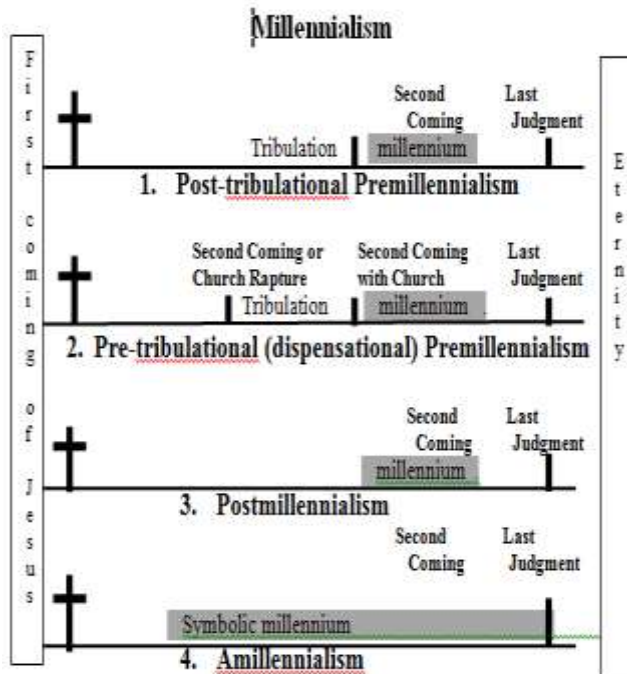 Millennialism
First coming of Jesus
Second Last
Coming Judgment
Tribulation millennium
1. Post-tribulational Premillennialism
Second Coming or Second Coming Last
Church Rapture with Church Judgment
Tribulation millennium
2. Pre-tribulational (dispensational) Premillennialism
Second Last
Coming Judgment
millennium
3. Postmillennialism
Second Last
Coming Judgment
Symbolic millennium
4. Amillennialism
Eternity